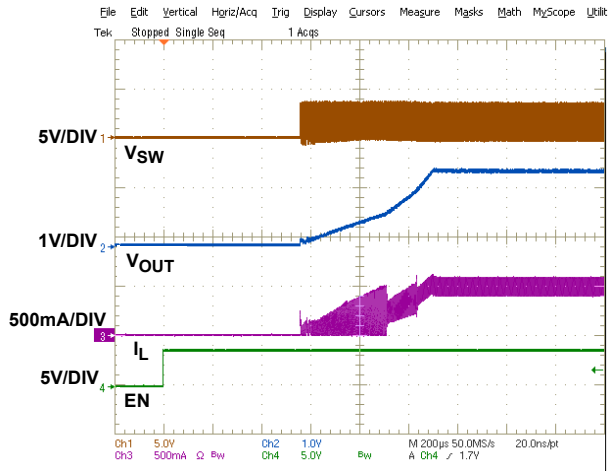 File Edit Vertical Horiz/Acq Trig Display Cursors Measure Masks Math MyScope Utilit
Tek Stopped Single Seq 1 Acqs
5V/DIV 1
VSW
1V/DIV 2
VOUT
500mA/DIV
3
IL
5V/DIV
4
EN
Ch1 5.0V Ch2 1.0V M 200µs 50.0MS/s 20.0ns/pt
Ch3 500mA Ω Bw Ch4 5.0V Bw A Ch4 ∕ 1.7V